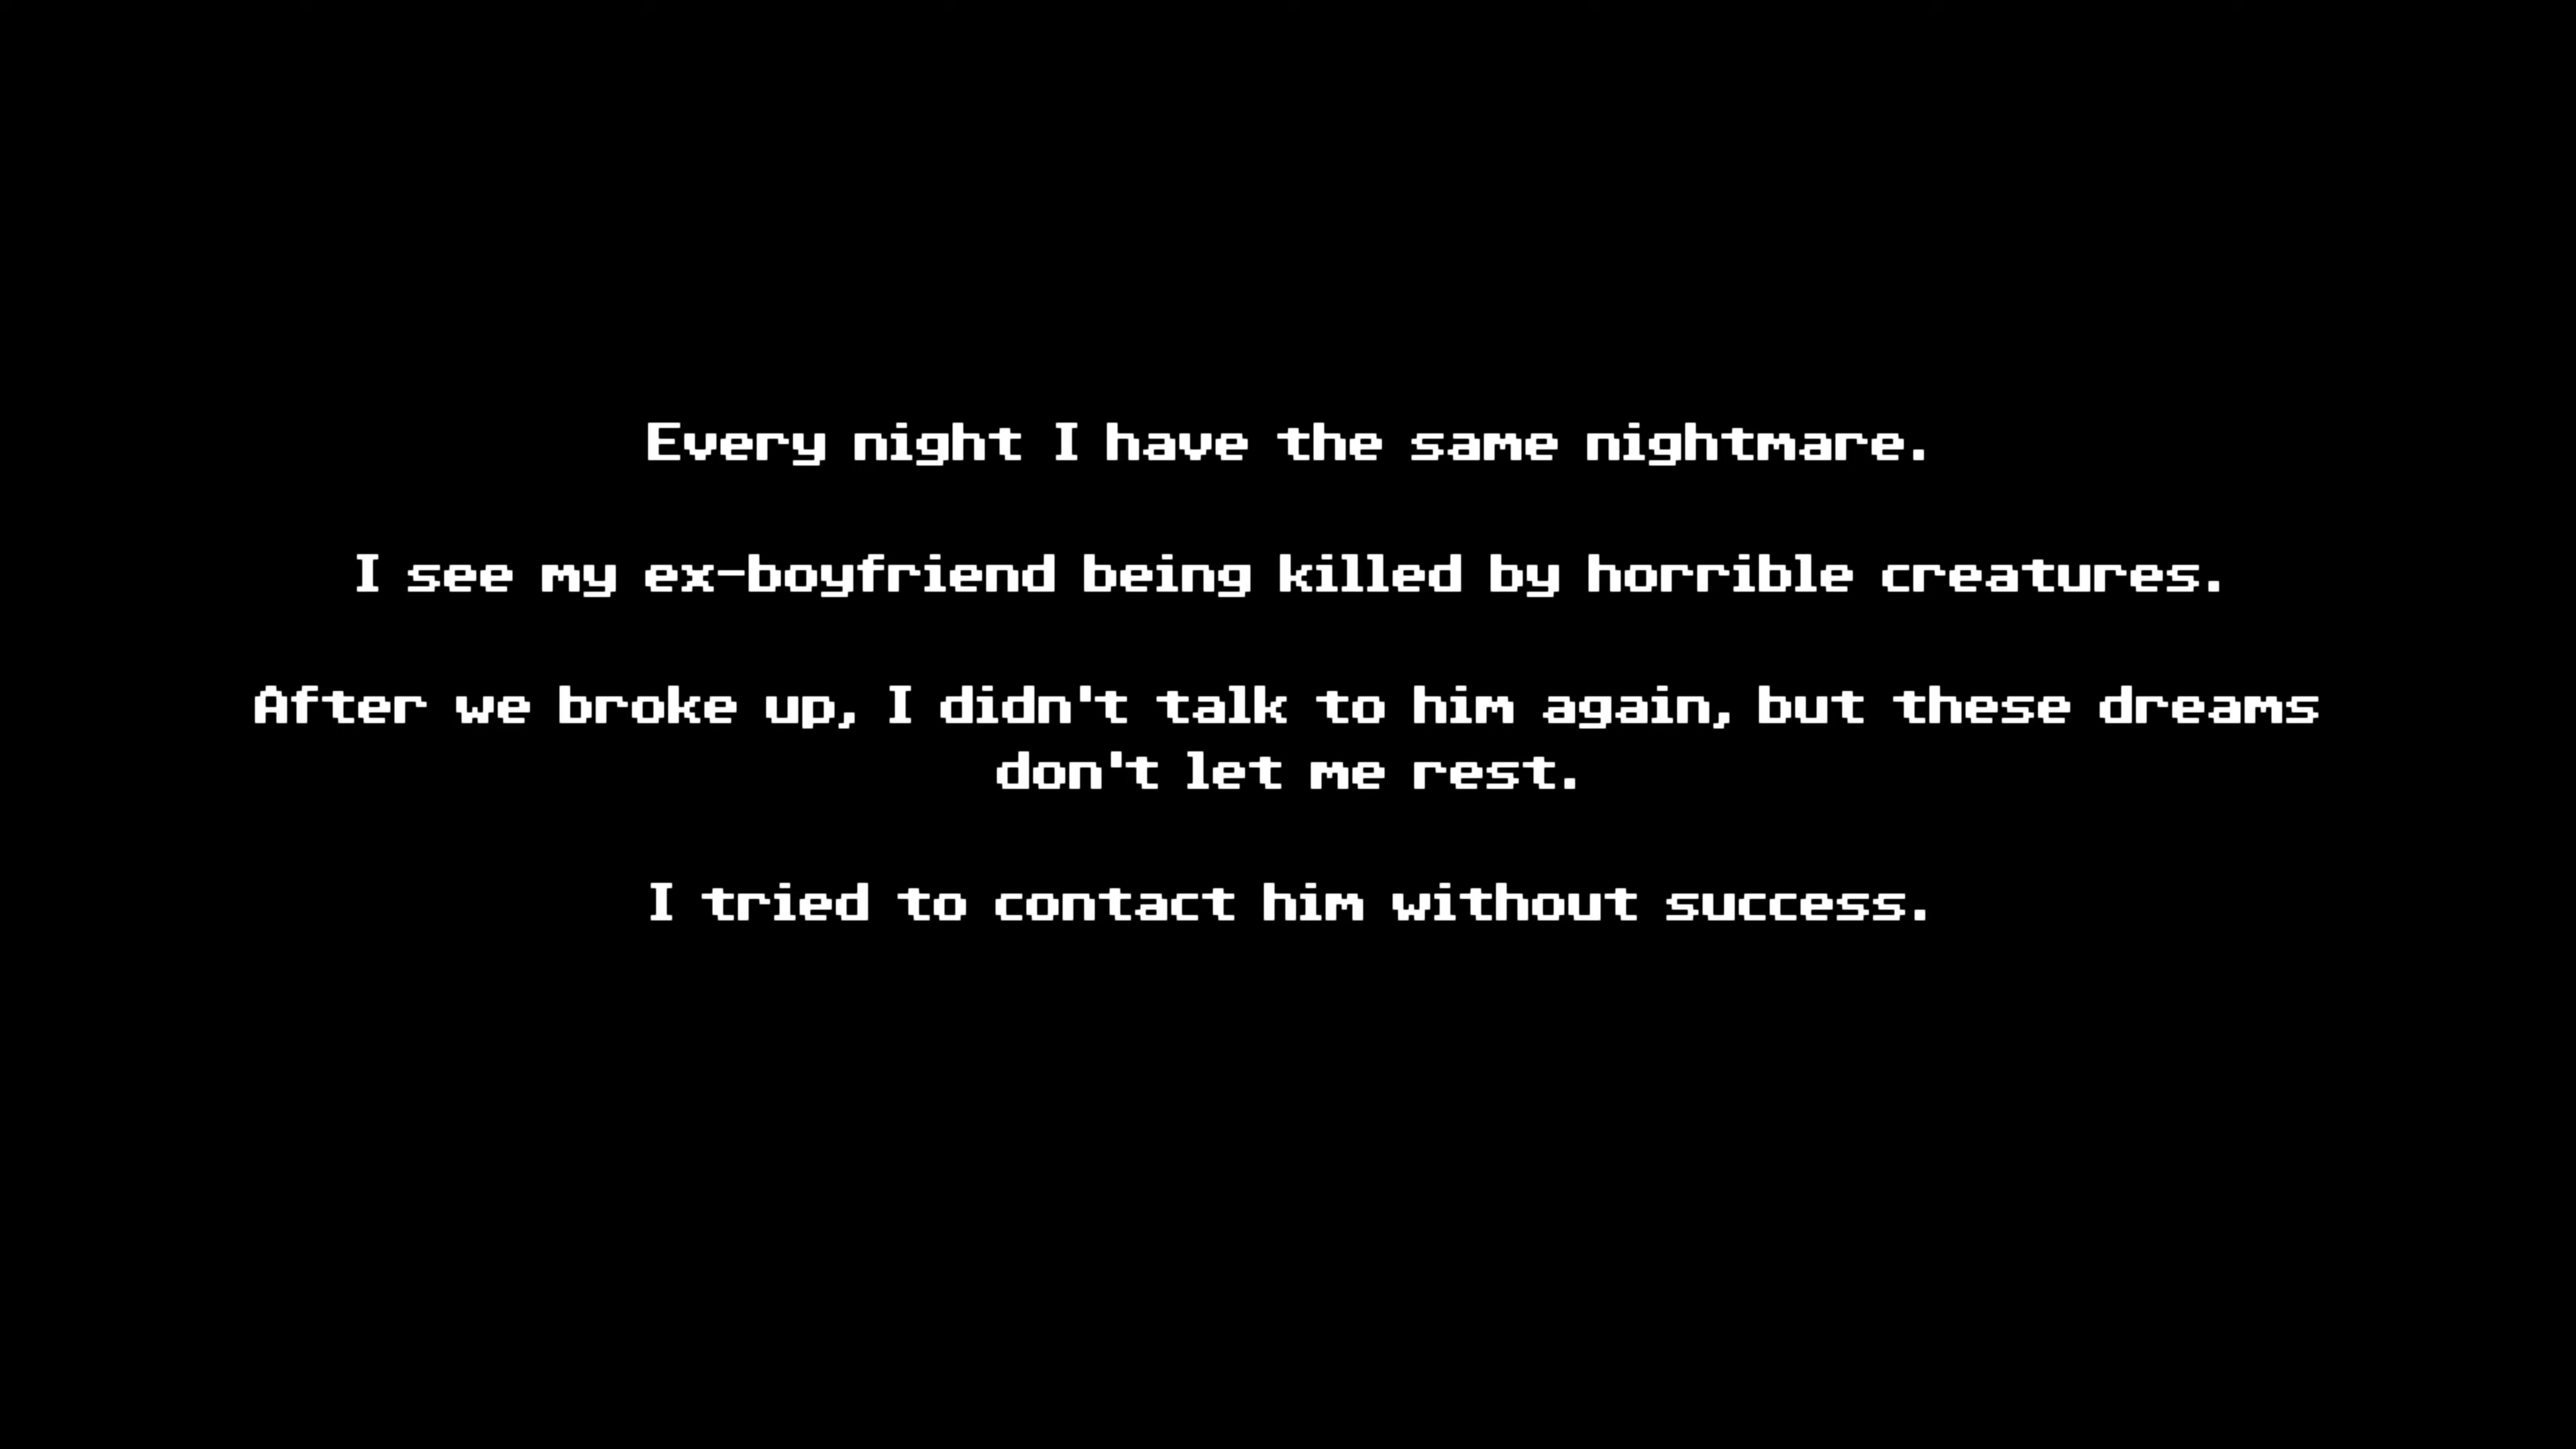 Every night I have the same nightmare.
I see my ex-boyfriend being killed by horrible creatures.
After we broke up, I didn't talk to him again, but these dreams
don't let me rest.
I tried to contact him without success.